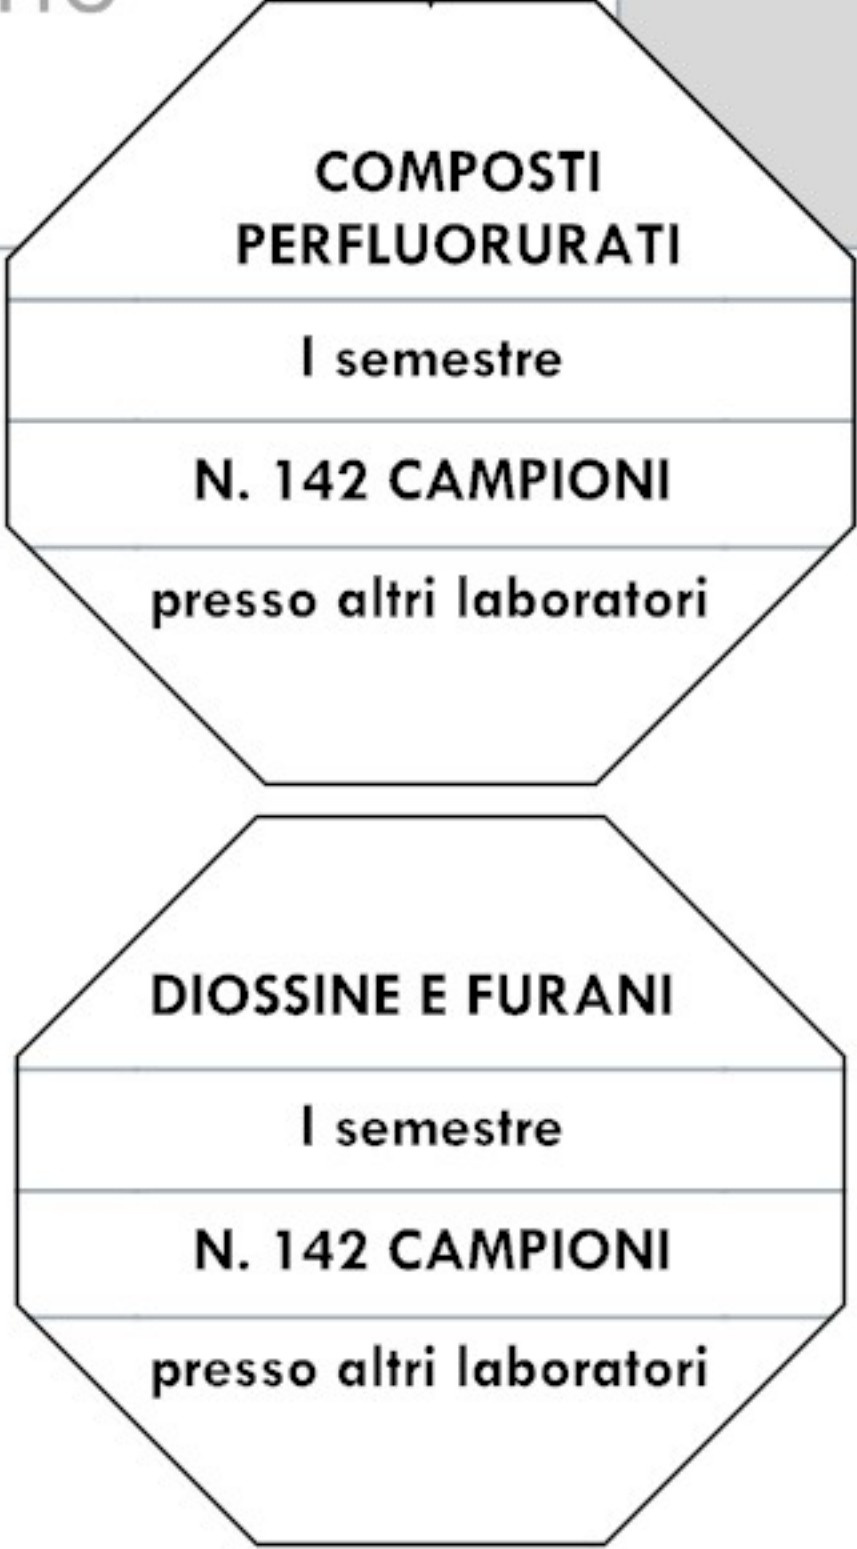 COMPOSTI
PERFLUORURATI
I semestre
N. 142 CAMPIONI
presso altri laboratori
DIOSSINE E FURANI
I semestre
N. 142 CAMPIONI
presso altri laboratori